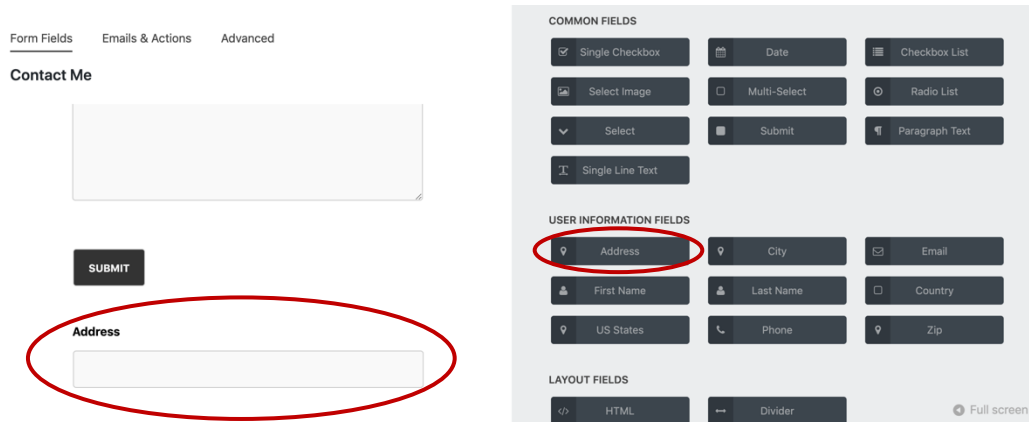 Form Fields Emails & Actions Advanced
Contact Me
SUBMIT
Address
COMMON FIELDS
Single Checkbox Date Checkbox List
Select Image Multi-Select Radio List
Select Submit Paragraph Text
Single Line Text
USER INFORMATION FIELDS
Address City Email
First Name Last Name Country
US States Phone Zip
LAYOUT FIELDS
HTML Divider
Full screen